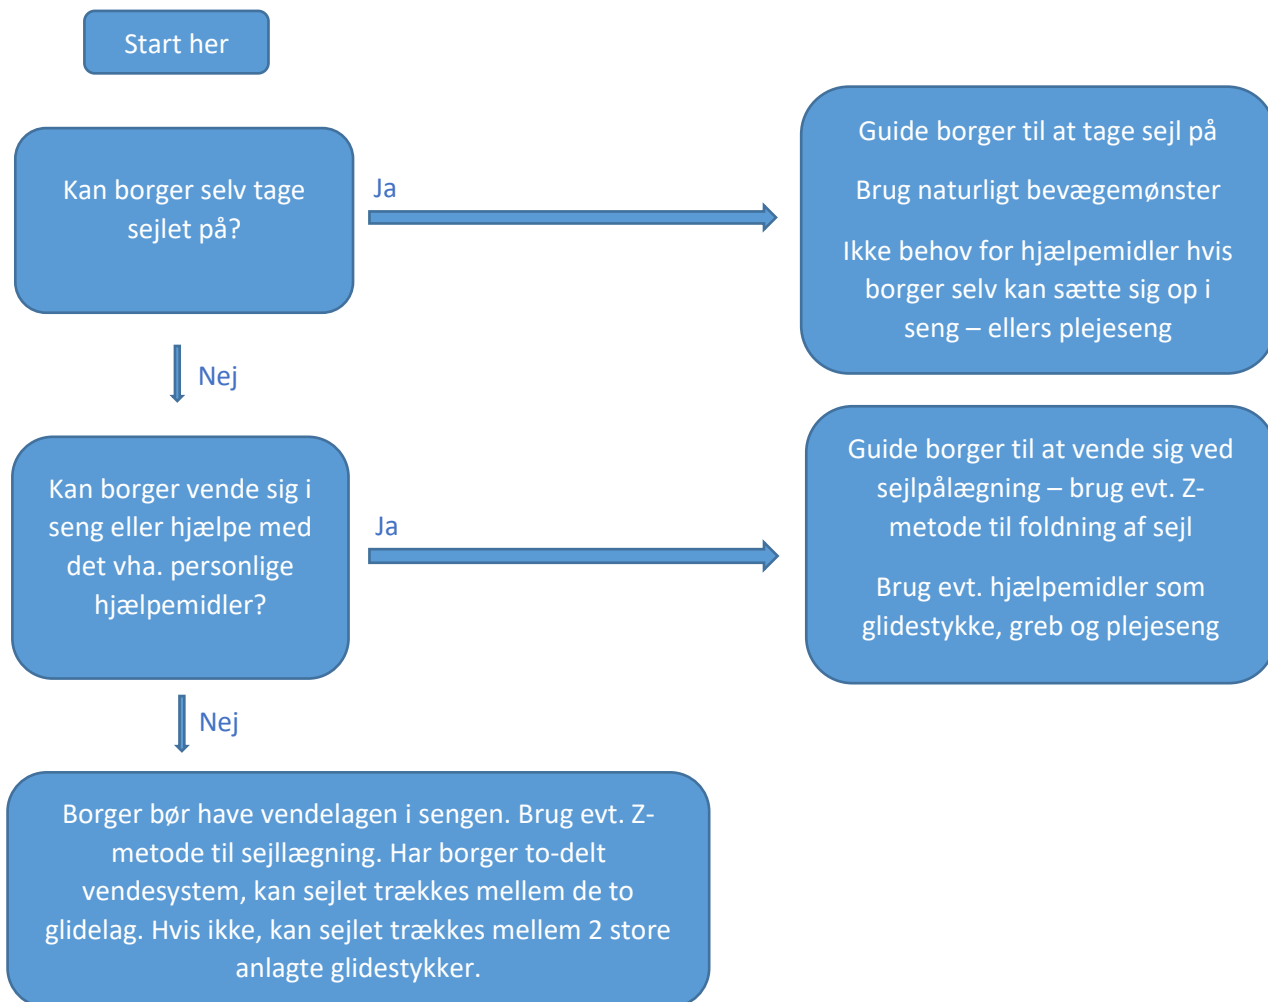 Start her
Kan borger selv tage
sejlet på?
Ja
Guide borger til at tage sejl på
Brug naturligt bevægemønster
Ikke behov for hjælpemidler hvis
borger selv kan sætte sig op i
seng – ellers plejeseng
Nej
Kan borger vende sig i
seng eller hjælpe med
det vha. personlige
hjælpemidler?
Ja
Guide borger til at vende sig ved
sejlpålægning – brug evt. Z-
metode til foldning af sejl
Brug evt. hjælpemidler som
glidestykke, greb og plejeseng
Nej
Borger bør have vendelagen i sengen. Brug evt. Z-
metode til sejllægning. Har borger to-delt
vendesystem, kan sejlet trækkes mellem de to
glidelag. Hvis ikke, kan sejlet trækkes mellem 2 store
anlagte glidestykker.